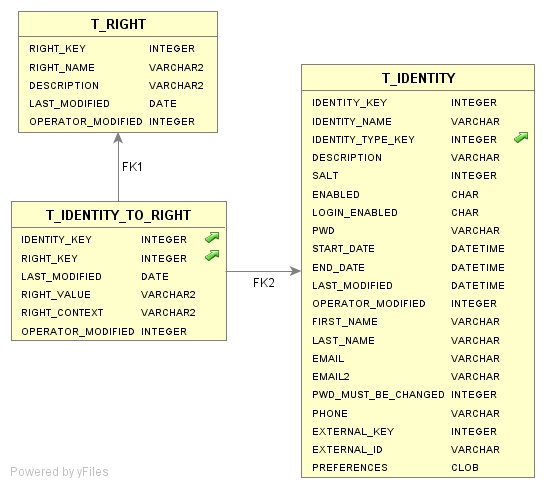 T_RIGHT
RIGHT_KEY INTEGER
RIGHT_NAME VARCHAR2
DESCRIPTION VARCHAR2
LAST_MODIFIED DATE
OPERATOR_MODIFIED INTEGER
FK1
T_IDENTITY_TO_RIGHT
IDENTITY_KEY INTEGER
RIGHT_KEY INTEGER
LAST_MODIFIED DATE
RIGHT_VALUE VARCHAR2
RIGHT_CONTEXT VARCHAR2
OPERATOR_MODIFIED INTEGER
FK2
T_IDENTITY
IDENTITY_KEY INTEGER
IDENTITY_NAME VARCHAR
IDENTITY_TYPE_KEY INTEGER
DESCRIPTION VARCHAR
SALT INTEGER
ENABLED CHAR
LOGIN_ENABLED CHAR
PWD VARCHAR
START_DATE DATETIME
END_DATE DATETIME
LAST_MODIFIED DATETIME
OPERATOR_MODIFIED INTEGER
FIRST_NAME VARCHAR
LAST_NAME VARCHAR
EMAIL VARCHAR
EMAIL2 VARCHAR
PWD_MUST_BE_CHANGED INTEGER
PHONE VARCHAR
EXTERNAL_KEY INTEGER
EXTERNAL_ID VARCHAR
PREFERENCES CLOB
Powered by yFiles